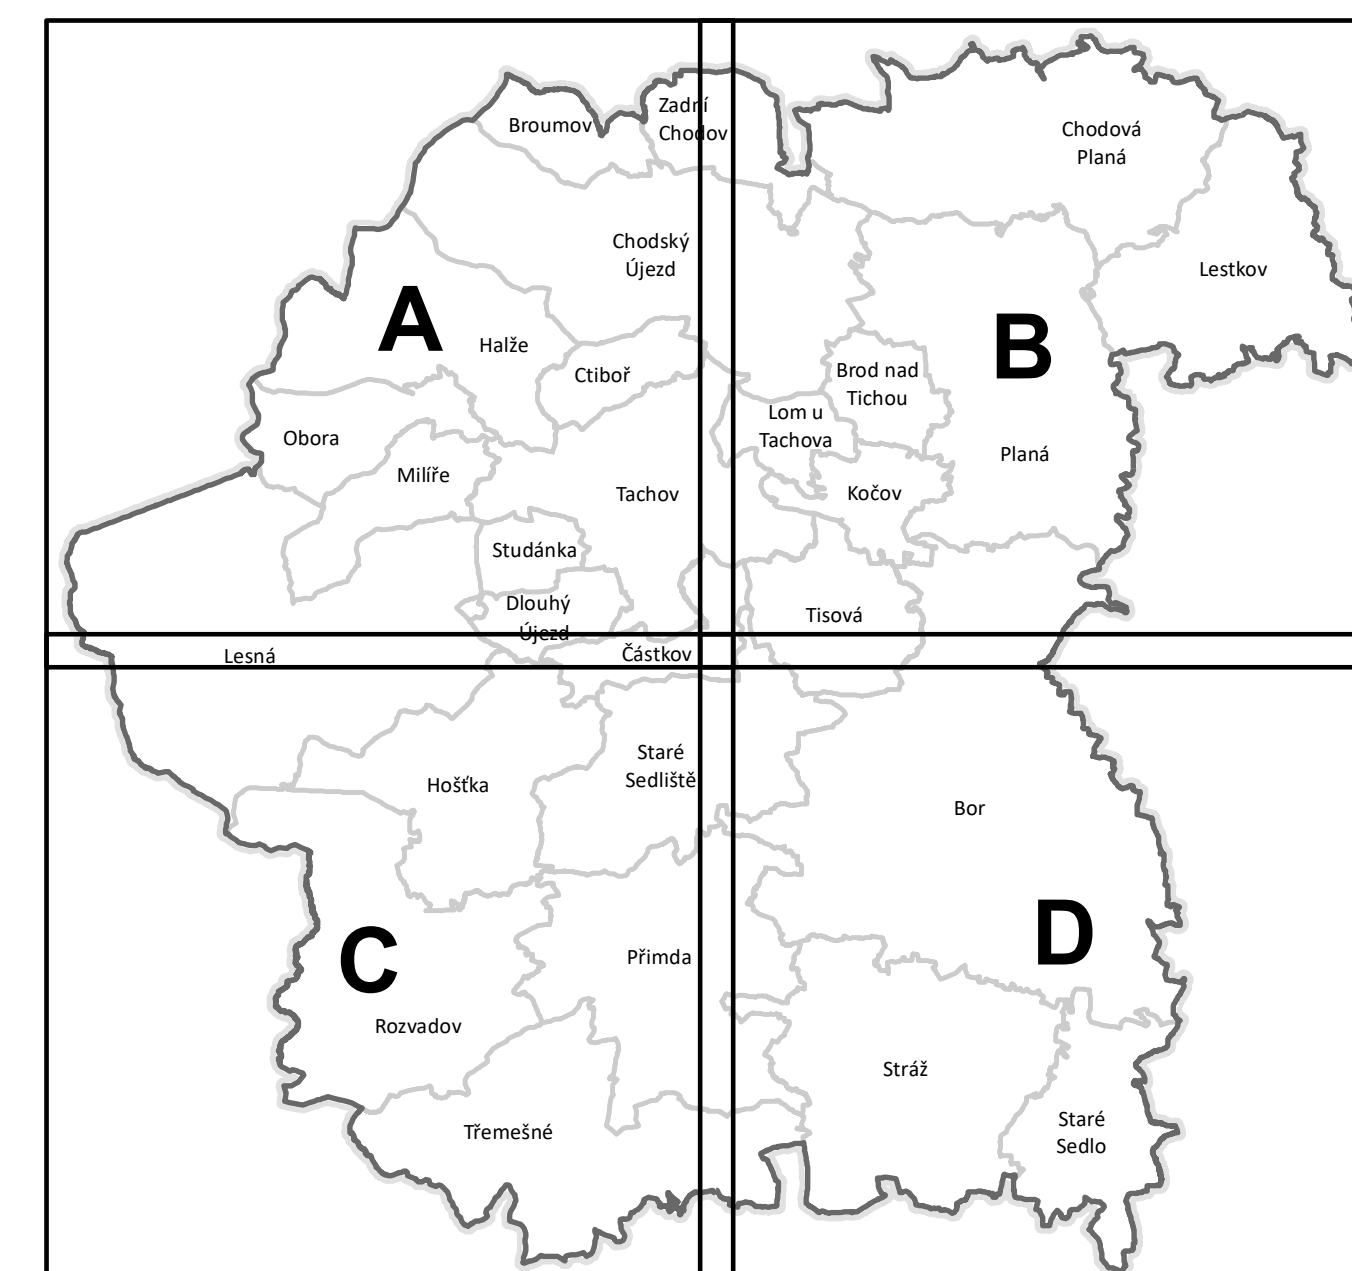 Zadní
Chodov
Broumov
Chodová
Planá
Chodský
Újezd
Lestkov
A
Halže
B
Ctiboř
Brod nad
Tichou
Lom u
Tachova
Obora
Planá
Milíře
Tachov
Kočov
Studánka
Dlouhý
Újezd
Tisová
Lesná
Částkov
Staré
Sedliště
Hošťka
Bor
C
D
Přimda
Rozvadov
Stráž
Třemešné
Staré
Sedlo